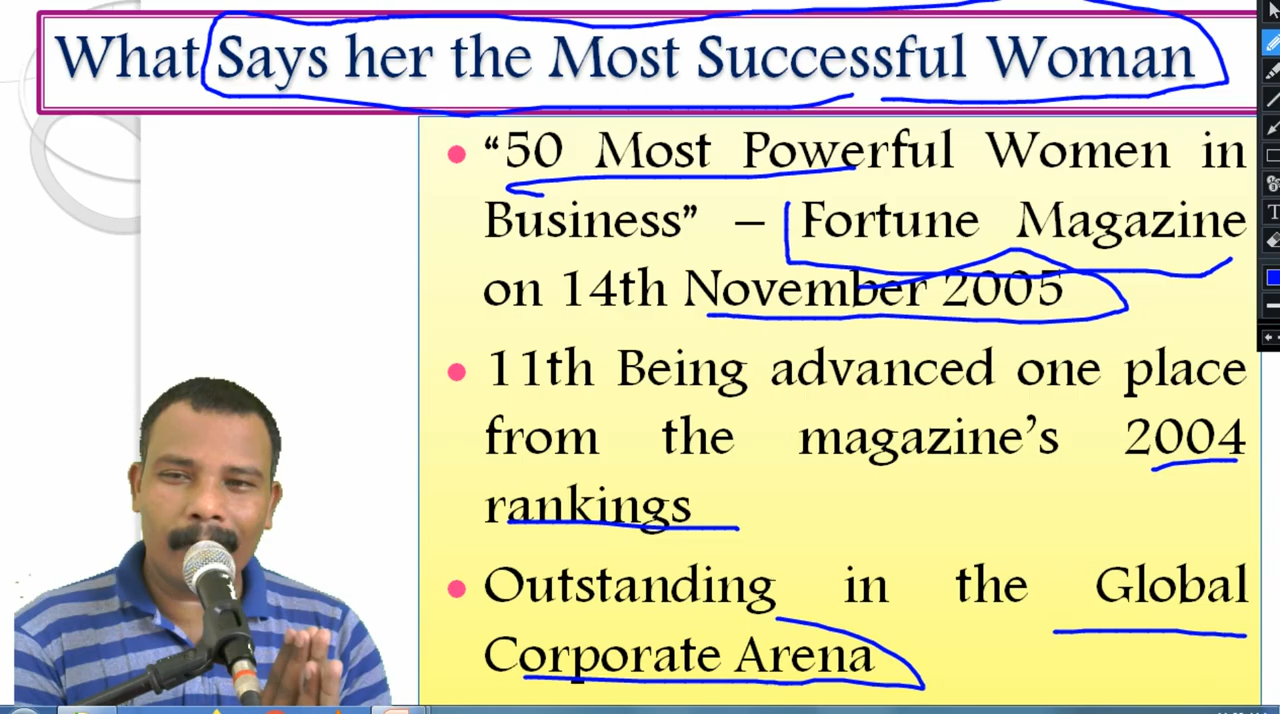 What Says her the Most Successful Woman
“50 Most Powerful Women in
Business” – Fortune Magazine
on 14th November 2005
11th Being advanced one place
from the magazine’s 2004
rankings
Outstanding in the Global
Corporate Arena